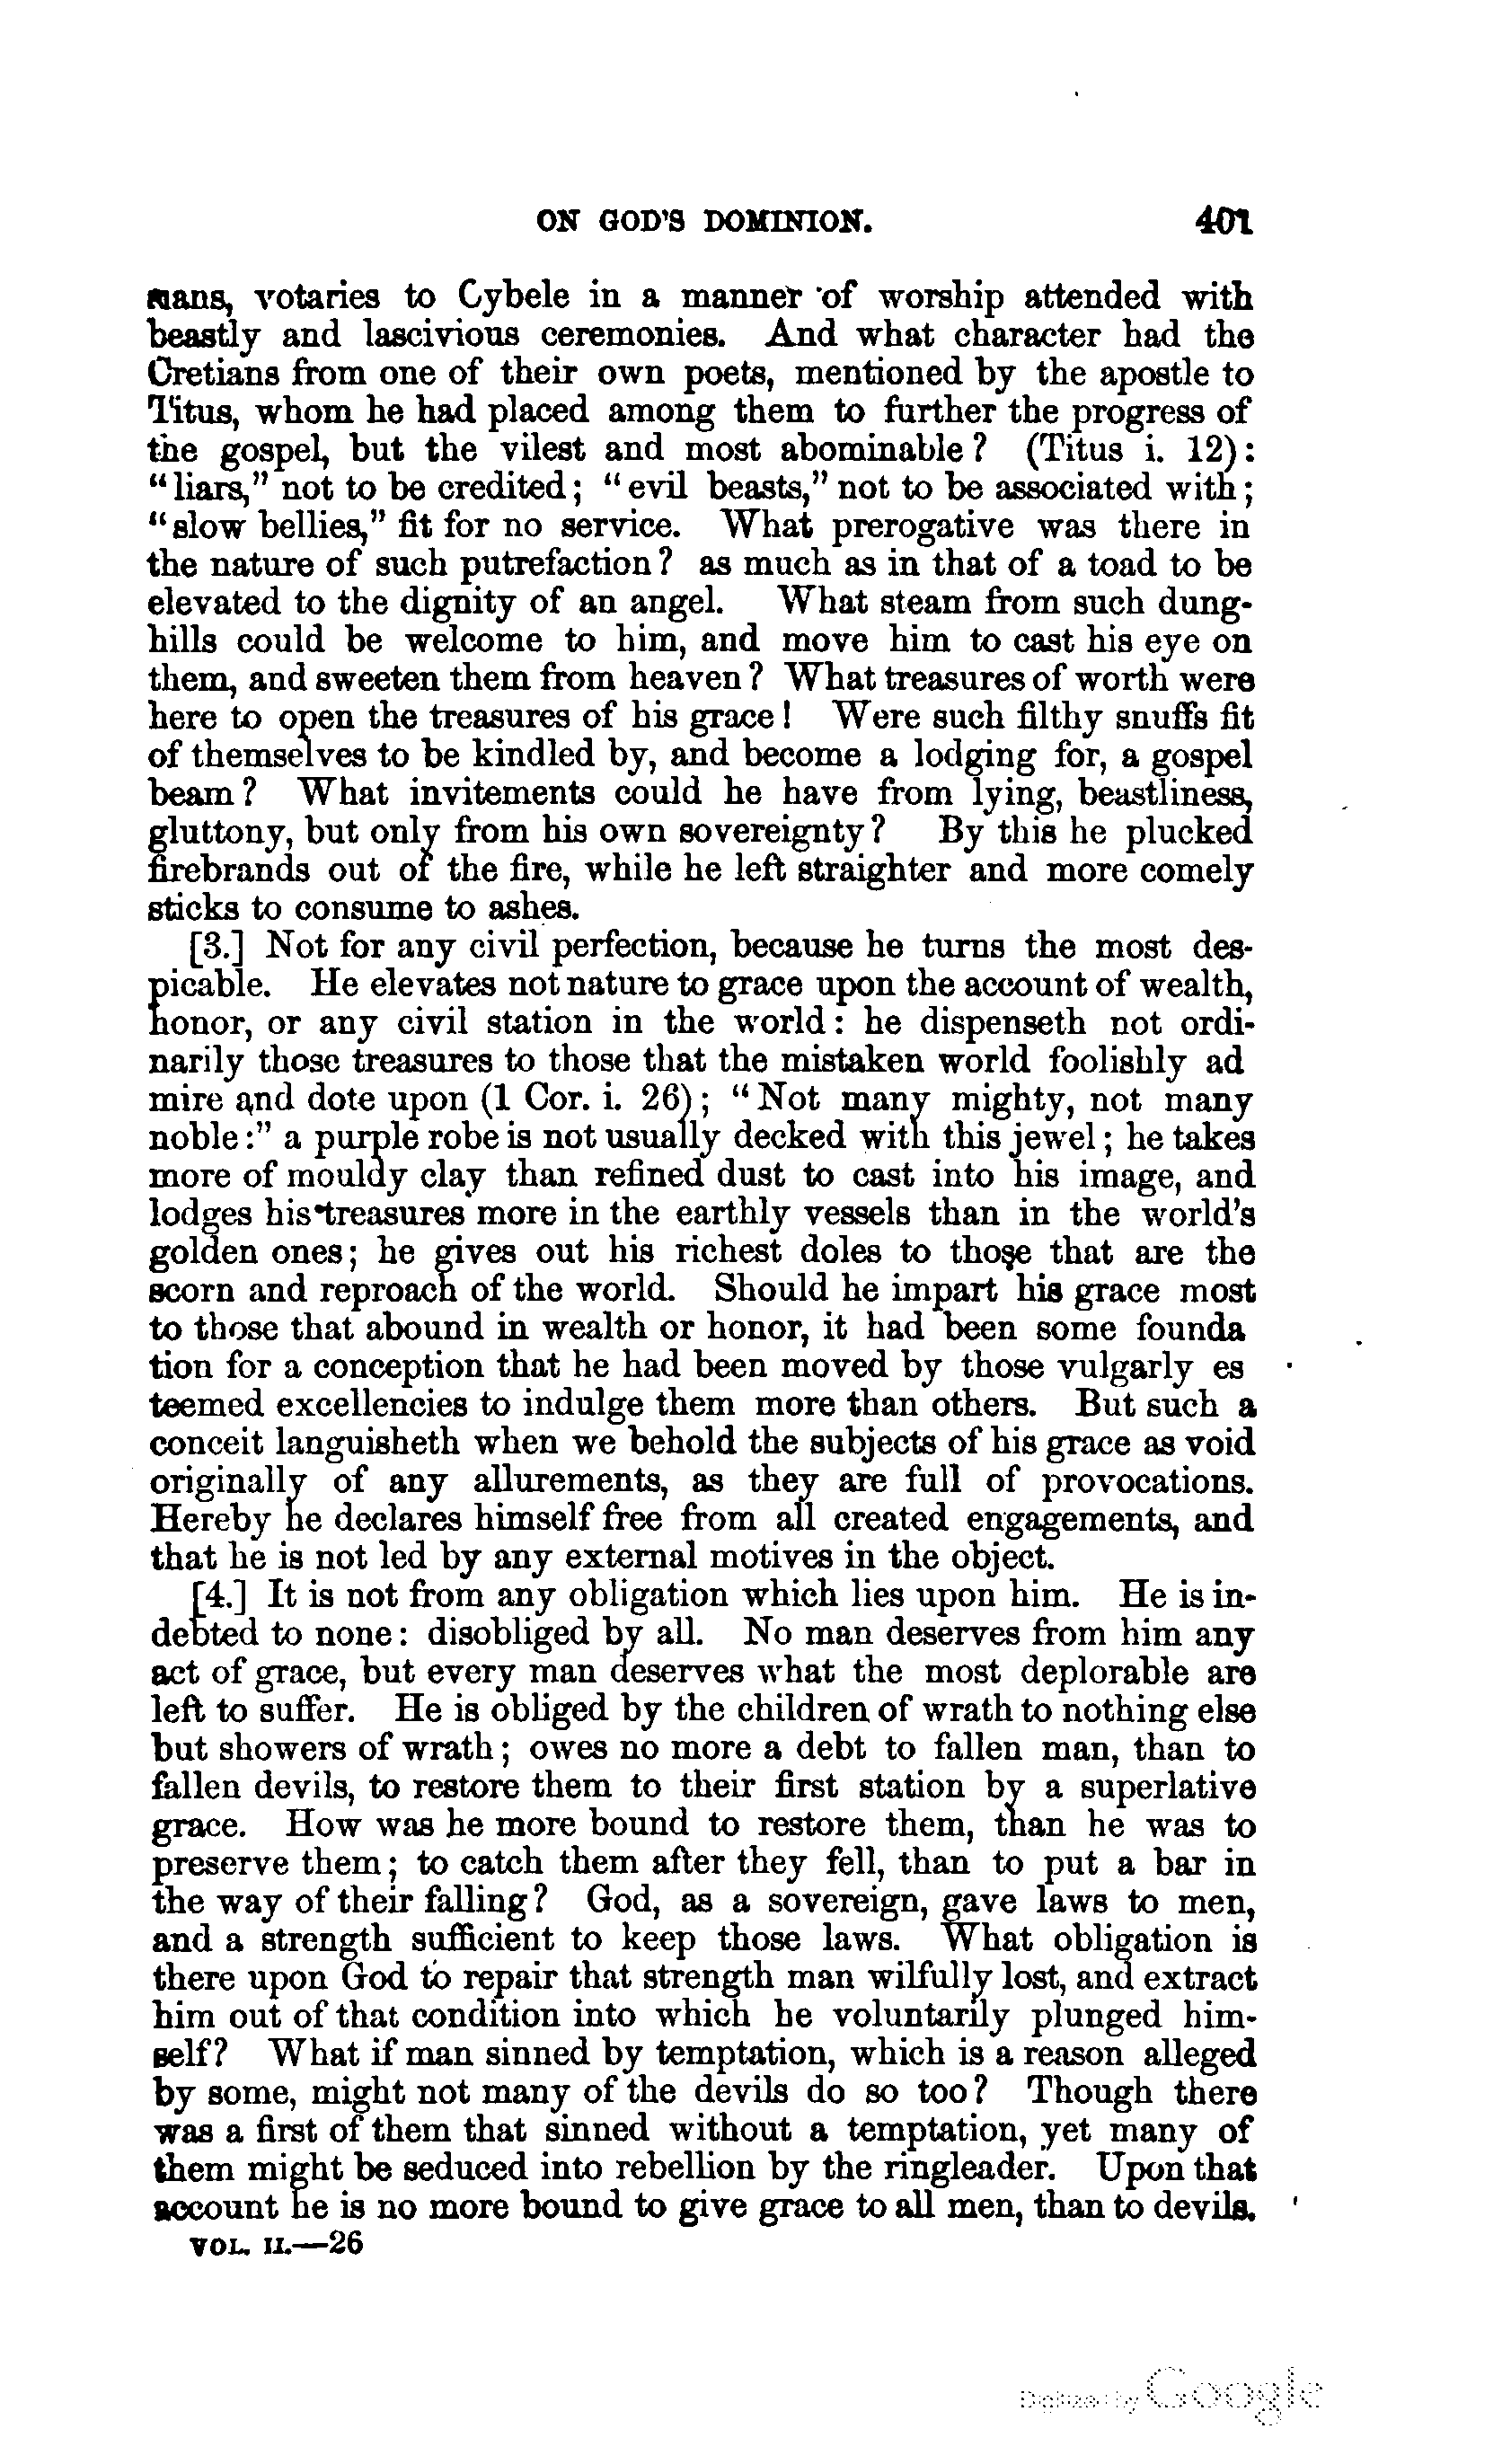 ON GOD'S DOMINION. 401
mans, votaries to Cybele in a manner of worship attended with
beastly and lascivious ceremonies. And what character had the
Cretians from one of their own poets, mentioned by the apostle to
Titus, whom he had placed among them to further the progress of
the gospel, but the vilest and most abominable? (Titus i. 12):
"liars," not to be credited; "evil beasts," not to be associated with;
"slow bellies," fit for no service. What prerogative was there in
the nature of such putrefaction? as much as in that of a toad to be
elevated to the dignity of an angel. What steam from such dung-
hills could be welcome to him, and move him to cast his eye on
them, and sweeten them from heaven? What treasures of worth were
here to open the treasures of his grace! Were such filthy snuffs fit
of themselves to be kindled by, and become a lodging for, a gospel
beam? What invitements could he have from lying, beastliness,
gluttony, but only from his own sovereignty? By this he plucked
firebrands out of the fire, while he left straighter and more comely
sticks to consume to ashes.
[3.] Not for any civil perfection, because he turns the most des-
picable. He elevates not nature to grace upon the account of wealth,
honor, or any civil station in the world: he dispenseth not ordi-
narily those treasures to those that the mistaken world foolishly ad
mire and dote upon (1 Cor. i. 26); "Not many mighty, not many
noble:" a purple robe is not usually decked with this jewel; he takes
more of mouldy clay than refined dust to cast into his image, and
lodges his treasures more in the earthly vessels than in the world's
golden ones; he gives out his richest doles to those that are the
scorn and reproach of the world. Should he impart his grace most
to those that abound in wealth or honor, it had been some founda
tion for a conception that he had been moved by those vulgarly es
teemed excellencies to indulge them more than others. But such a
conceit languisheth when we behold the subjects of his grace as void
originally of any allurements, as they are full of provocations.
Hereby he declares himself free from all created engagements, and
that he is not led by any external motives in the object.
[4.] It is not from any obligation which lies upon him. He is in-
debted to none: disobliged by all. No man deserves from him any
act of grace, but every man deserves what the most deplorable are
left to suffer. He is obliged by the children of wrath to nothing else
but showers of wrath; owes no more a debt to fallen man, than to
fallen devils, to restore them to their first station by a superlative
grace. How was he more bound to restore them, than he was to
preserve them; to catch them after they fell, than to put a bar in
the way of their falling? God, as a sovereign, gave laws to men,
and a strength sufficient to keep those laws. What obligation is
there upon God to repair that strength man wilfully lost, and extract
him out of that condition into which he voluntarily plunged him-
self? What if man sinned by temptation, which is a reason alleged
by some, might not many of the devils do so too? Though there
was a first of them that sinned without a temptation, yet many of
them might be seduced into rebellion by the ringleader. Upon that
account he is no more bound to give grace to all men, than to devils.
VOL. II.—26
Digitized by Google